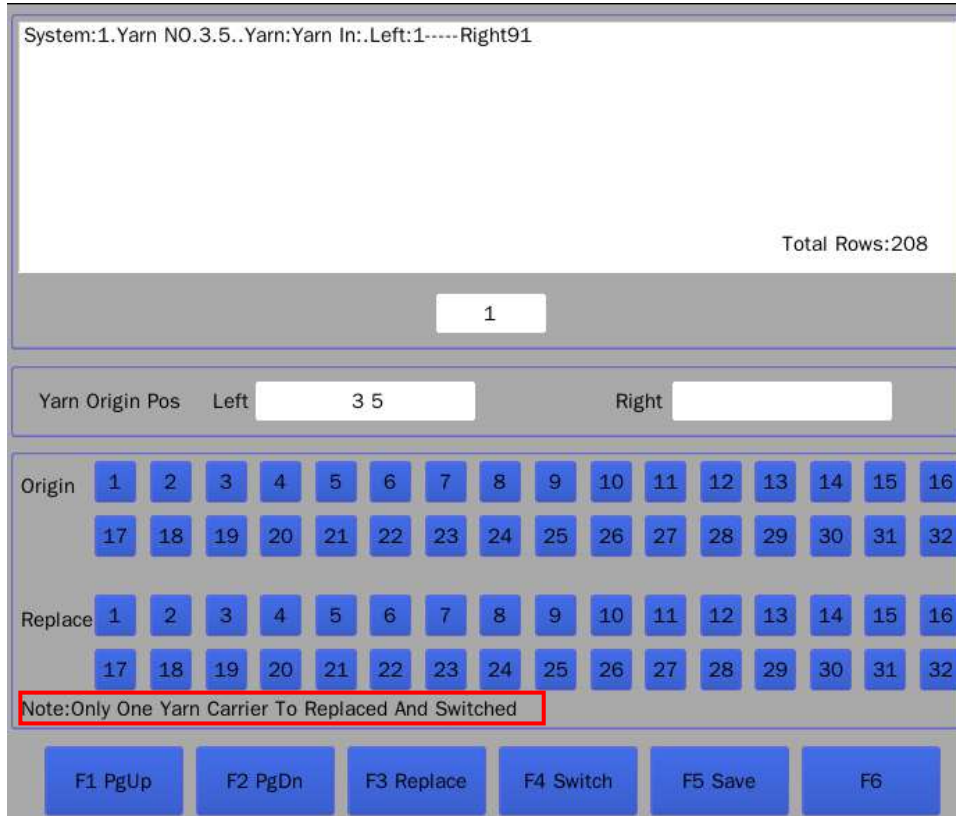 System:1.Yarn NO.3.5..Yarn:Yarn In:.Left:1-----Right91
Total Rows:208
1
Yarn Origin Pos Left 3 5 Right
Origin 1 2 3 4 5 6 7 8 9 10 11 12 13 14 15 16
17 18 19 20 21 22 23 24 25 26 27 28 29 30 31 32
Replace 1 2 3 4 5 6 7 8 9 10 11 12 13 14 15 16
17 18 19 20 21 22 23 24 25 26 27 28 29 30 31 32
Note:Only One Yarn Carrier To Replaced And Switched
F1 PgUp F2 PgDn F3 Replace F4 Switch F5 Save F6